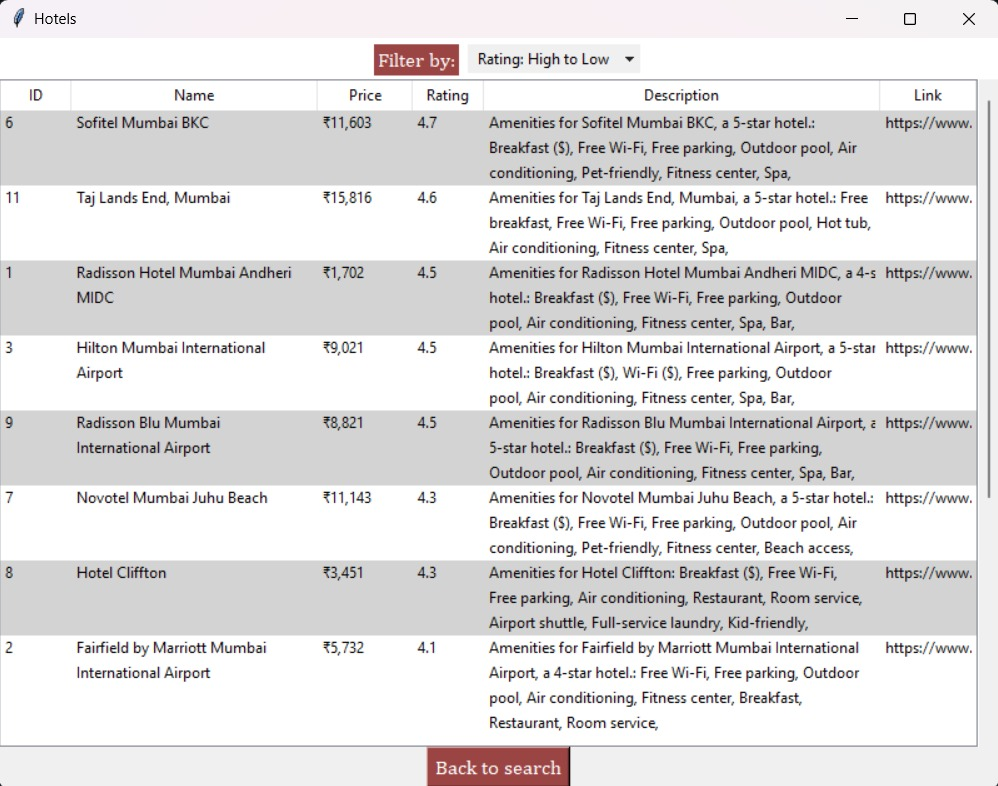 Hotels
Filter by: Rating: High to Low
ID Name Price Rating Description Link
6 Sofitel Mumbai BKC ₹11,603 4.7 Amenities for Sofitel Mumbai BKC, a 5-star hotel.: https://www.
Breakfast ($), Free Wi-Fi, Free parking, Outdoor pool, Air
conditioning, Pet-friendly, Fitness center, Spa,
11 Taj Lands End, Mumbai ₹15,816 4.6 Amenities for Taj Lands End, Mumbai, a 5-star hotel.: Free https://www.
breakfast, Free Wi-Fi, Free parking, Outdoor pool, Hot tub,
Air conditioning, Fitness center, Spa,
1 Radisson Hotel Mumbai Andheri ₹1,702 4.5 Amenities for Radisson Hotel Mumbai Andheri MIDC, a 4-s https://www.
MIDC hotel.: Breakfast ($), Free Wi-Fi, Free parking, Outdoor
pool, Air conditioning, Fitness center, Spa, Bar,
3 Hilton Mumbai International ₹9,021 4.5 Amenities for Hilton Mumbai International Airport, a 5-star https://www.
Airport hotel.: Breakfast ($), Wi-Fi ($), Free parking, Outdoor
pool, Air conditioning, Fitness center, Spa, Bar,
9 Radisson Blu Mumbai ₹8,821 4.5 Amenities for Radisson Blu Mumbai International Airport, a https://www.
International Airport 5-star hotel.: Breakfast ($), Free Wi-Fi, Free parking,
Outdoor pool, Air conditioning, Fitness center, Spa, Bar,
7 Novotel Mumbai Juhu Beach ₹11,143 4.3 Amenities for Novotel Mumbai Juhu Beach, a 5-star hotel.: https://www.
Breakfast ($), Free Wi-Fi, Free parking, Outdoor pool, Air
conditioning, Pet-friendly, Fitness center, Beach access,
8 Hotel Cliffton ₹3,451 4.3 Amenities for Hotel Cliffton: Breakfast ($), Free Wi-Fi, https://www.
Free parking, Air conditioning, Restaurant, Room service,
Airport shuttle, Full-service laundry, Kid-friendly,
2 Fairfield by Marriott Mumbai ₹5,732 4.1 Amenities for Fairfield by Marriott Mumbai International https://www.
International Airport Airport, a 4-star hotel.: Free Wi-Fi, Free parking, Outdoor
pool, Air conditioning, Fitness center, Breakfast,
Restaurant, Room service,
Back to search